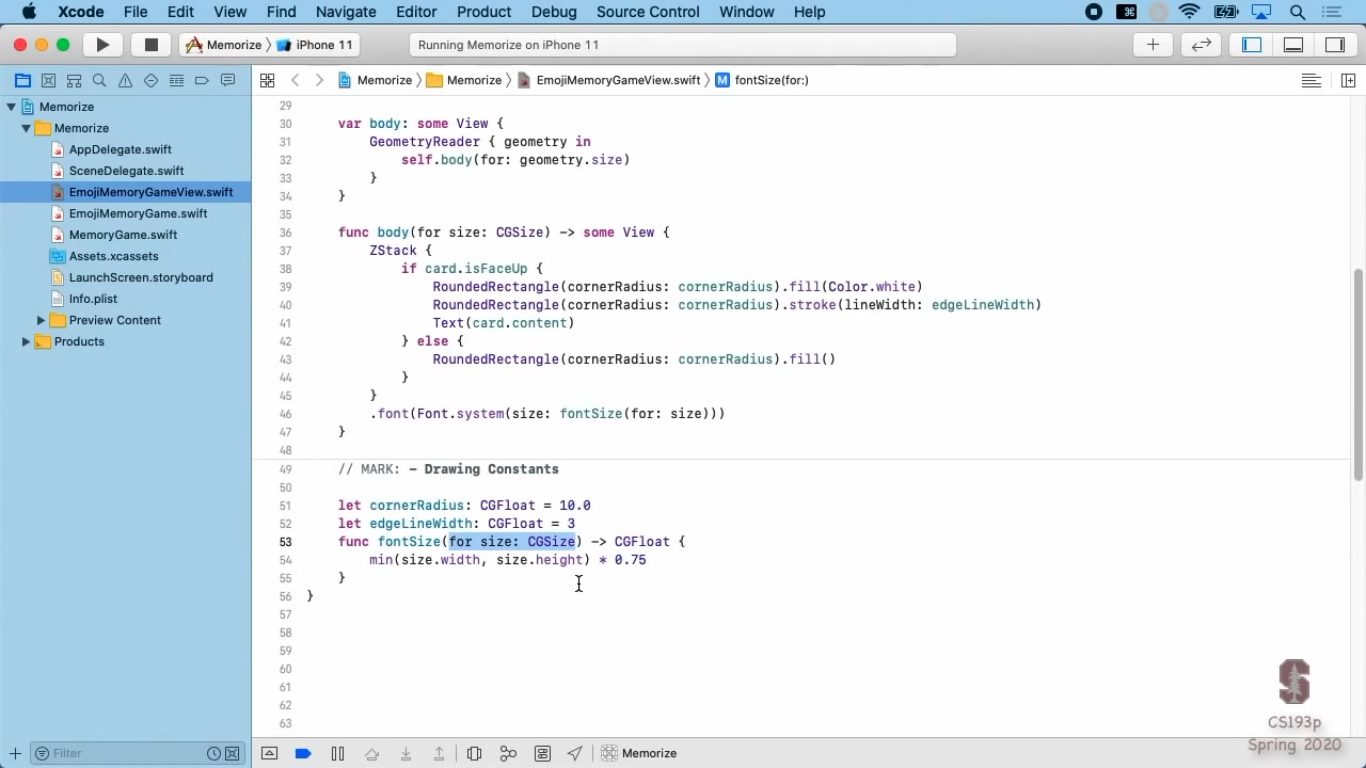 Xcode File Edit View Find Navigate Editor Product Debug Source Control Window Help
Memorize iPhone 11 Running Memorize on iPhone 11
Memorize Memorize EmojiMemoryGameView.swift M fontSize(for:)
Memorize
Memorize
AppDelegate.swift
SceneDelegate.swift
EmojiMemoryGameView.swift
EmojiMemoryGame.swift
MemoryGame.swift
Assets.xcassets
LaunchScreen.storyboard
Info.plist
Preview Content
Products
29
30 var body: some View {
31 GeometryReader { geometry in
32 self.body(for: geometry.size)
33 }
34 }
35
36 func body(for size: CGSize) -> some View {
37 ZStack {
38 if card.isFaceUp {
39 RoundedRectangle(cornerRadius: cornerRadius).fill(Color.white)
40 RoundedRectangle(cornerRadius: cornerRadius).stroke(lineWidth: edgeLineWidth)
41 Text(card.content)
42 } else {
43 RoundedRectangle(cornerRadius: cornerRadius).fill()
44 }
45 }
46 .font(Font.system(size: fontSize(for: size)))
47 }
48
49 // MARK: - Drawing Constants
50
51 let cornerRadius: CGFloat = 10.0
52 let edgeLineWidth: CGFloat = 3
53 func fontSize(for size: CGSize) -> CGFloat {
54 min(size.width, size.height) * 0.75
55 }
56 }
57
58
59
60
61
62
63
S
CS193p
Spring 2020
Filter
Memorize